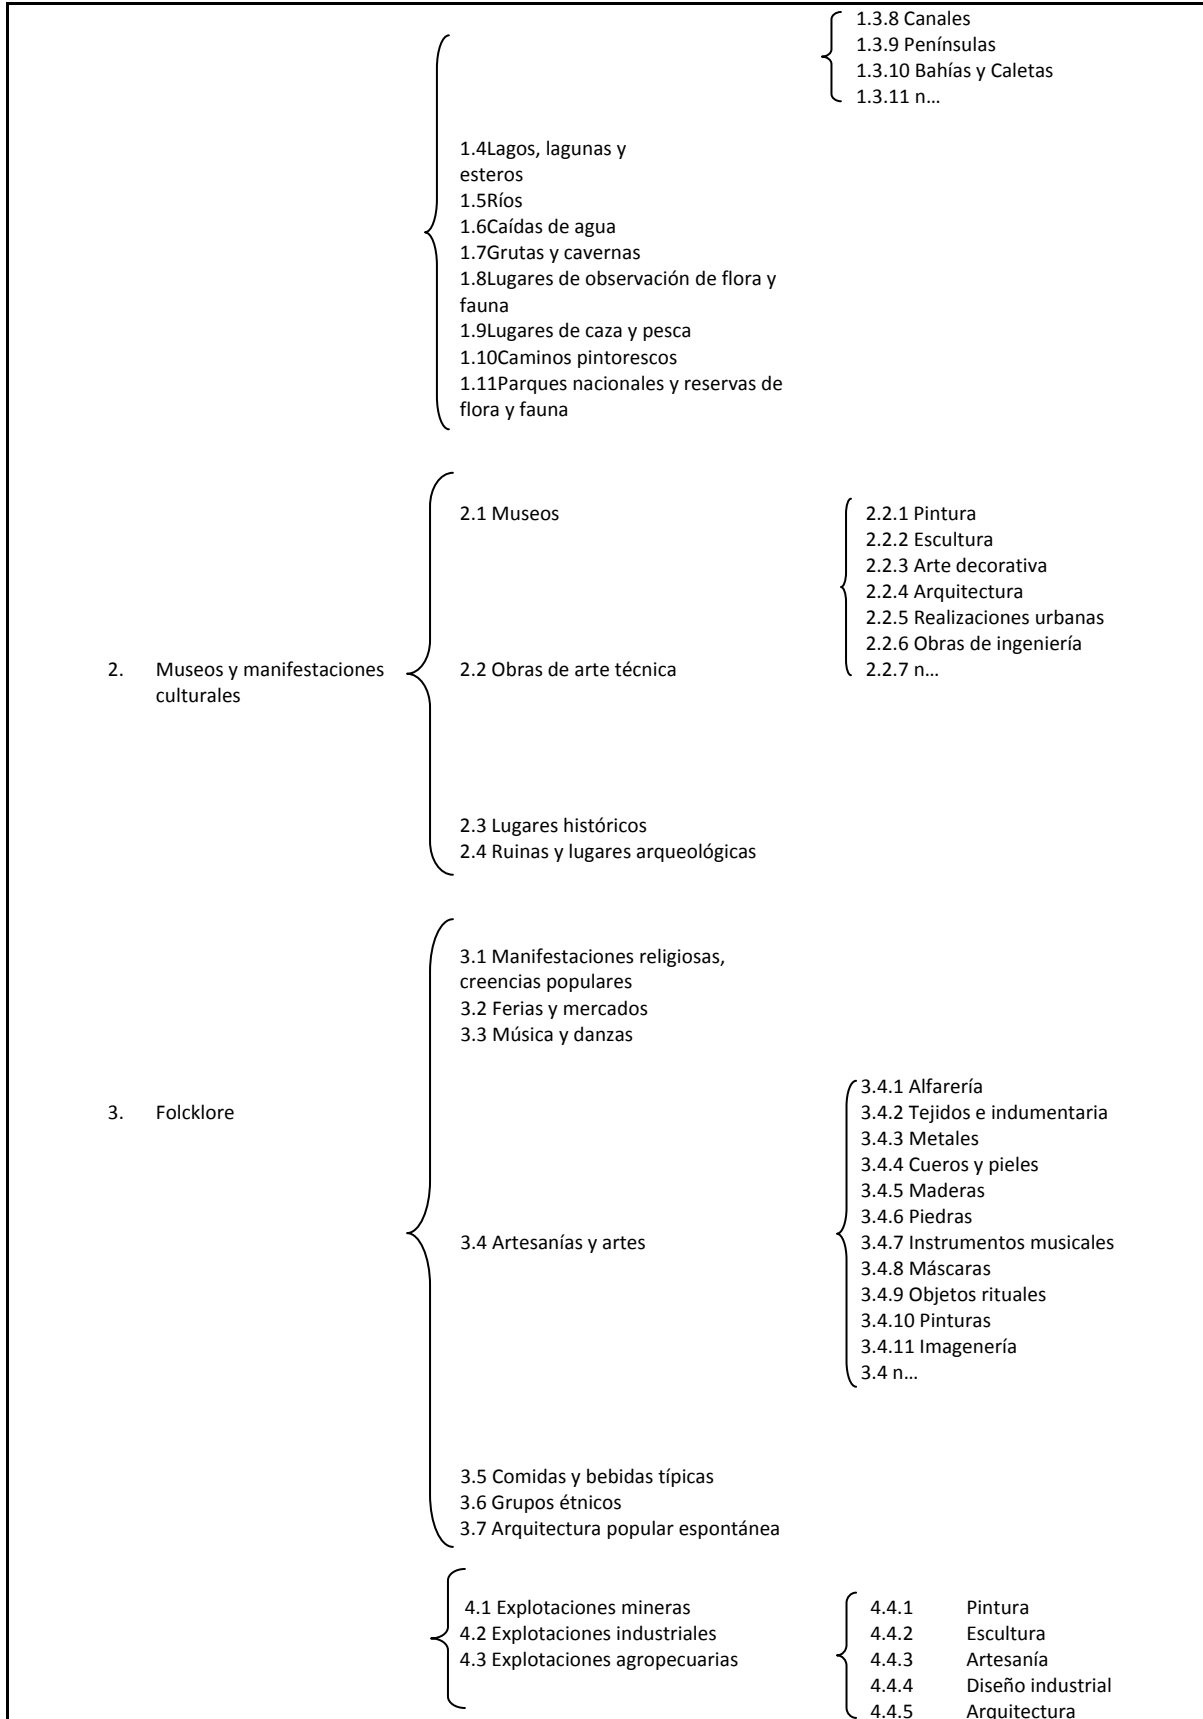 1.3.8 Canales
1.3.9 Penínsulas
1.3.10 Bahías y Caletas
1.3.11 n...
1.4Lagos, lagunas y
esteros
1.5Ríos
1.6Caídas de agua
1.7Grutas y cavernas
1.8Lugares de observación de flora y
fauna
1.9Lugares de caza y pesca
1.10Caminos pintorescos
1.11Parques nacionales y reservas de
flora y fauna
2. Museos y manifestaciones
culturales
2.1 Museos
2.2 Obras de arte técnica
2.2.1 Pintura
2.2.2 Escultura
2.2.3 Arte decorativa
2.2.4 Arquitectura
2.2.5 Realizaciones urbanas
2.2.6 Obras de ingeniería
2.2.7 n...
2.3 Lugares históricos
2.4 Ruinas y lugares arqueológicas
3. Folcklore
3.1 Manifestaciones religiosas,
creencias populares
3.2 Ferias y mercados
3.3 Música y danzas
3.4 Artesanías y artes
3.4.1 Alfarería
3.4.2 Tejidos e indumentaria
3.4.3 Metales
3.4.4 Cueros y pieles
3.4.5 Maderas
3.4.6 Piedras
3.4.7 Instrumentos musicales
3.4.8 Máscaras
3.4.9 Objetos rituales
3.4.10 Pinturas
3.4.11 Imagenería
3.4 n...
3.5 Comidas y bebidas típicas
3.6 Grupos étnicos
3.7 Arquitectura popular espontánea
4.1 Explotaciones mineras
4.2 Explotaciones industriales
4.3 Explotaciones agropecuarias
4.4.1 Pintura
4.4.2 Escultura
4.4.3 Artesanía
4.4.4 Diseño industrial
4.4.5 Arquitectura